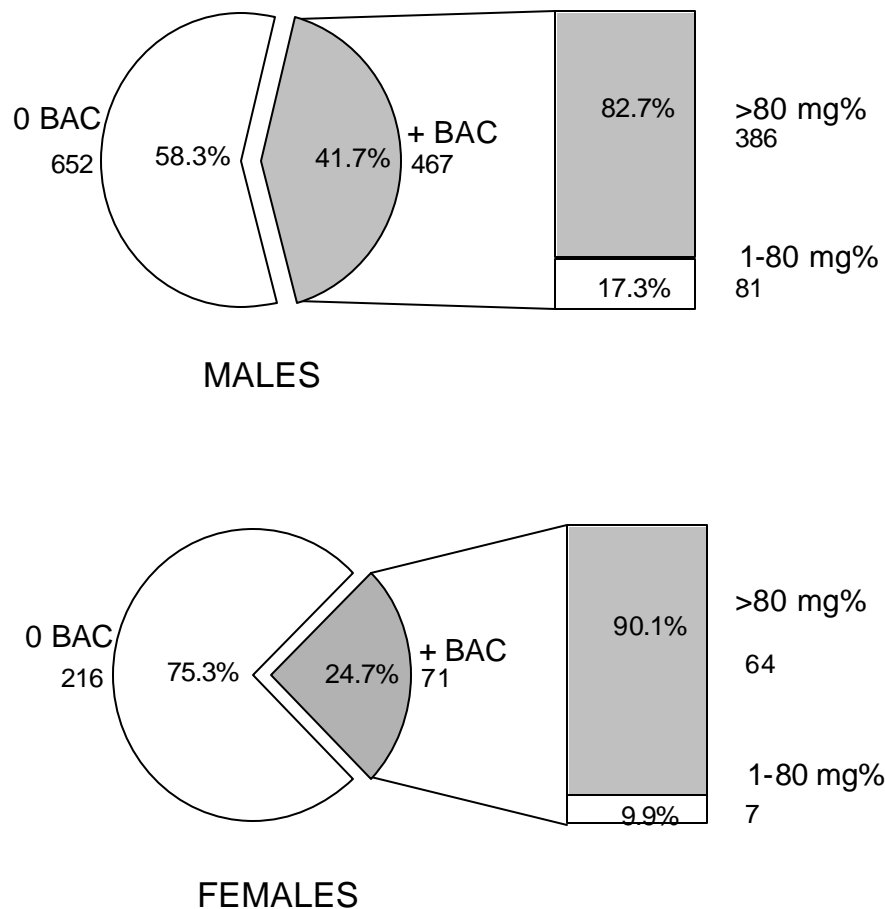 82.7%
>80 mg%
386
0 BAC
652
58.3%
41.7%
+ BAC
467
1-80 mg%
17.3%
81
MALES
>80 mg%
90.1%
64
0 BAC
216
75.3%
24.7%
+ BAC
71
1-80 mg%
9.9%
7
FEMALES